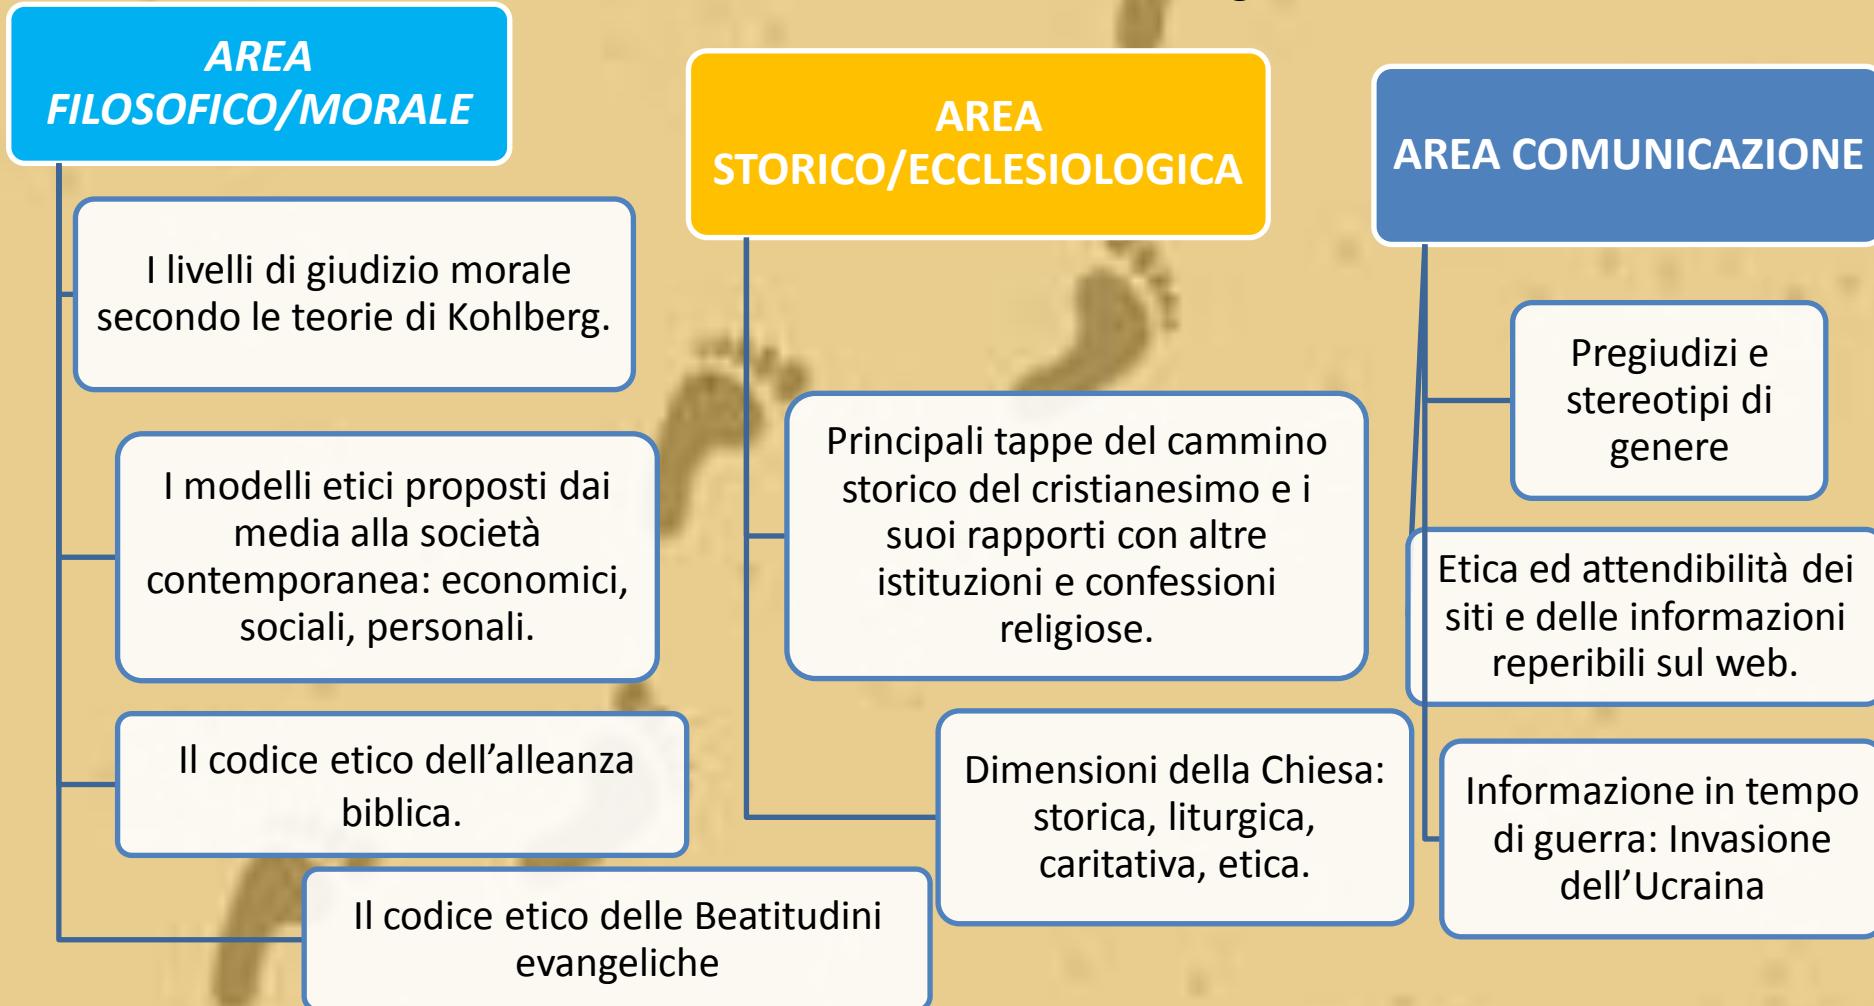 AREA
FILOSOFICO/MORALE
I livelli di giudizio morale
secondo le teorie di Kohlberg.
I modelli etici proposti dai
media alla società
contemporanea: economici,
sociali, personali.
Il codice etico dell’alleanza
biblica.
Il codice etico delle Beatitudini
evangeliche
AREA
STORICO/ECCLESIOLOGICA
Principali tappe del cammino
storico del cristianesimo e i
suoi rapporti con altre
istituzioni e confessioni
religiose.
Dimensioni della Chiesa:
storica, liturgica,
caritativa, etica.
AREA COMUNICAZIONE
Pregiudizi e
stereotipi di
genere
Etica ed attendibilità dei
siti e delle informazioni
reperibili sul web.
Informazione in tempo
di guerra: Invasione
dell’Ucraina